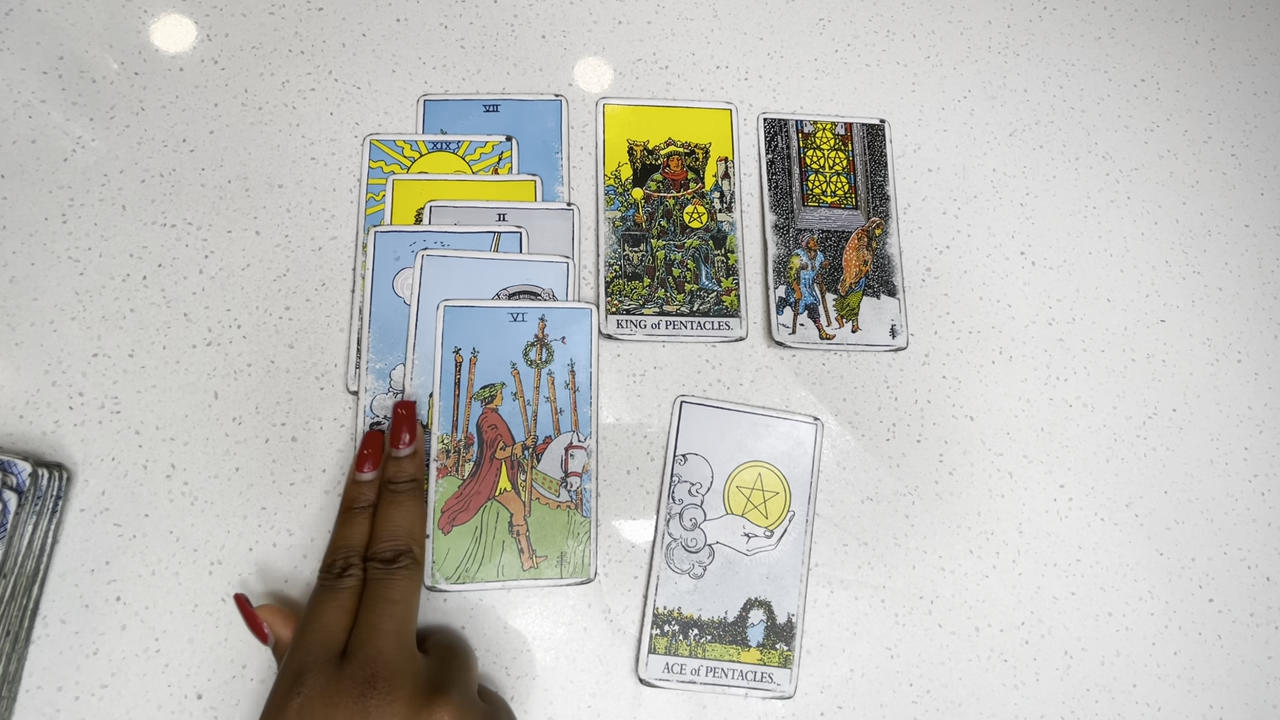 VII
XIX
II
VI
KING of PENTACLES.
ACE of PENTACLES.